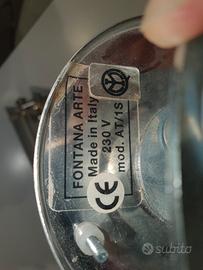 FONTANA ARTE
Made in Italy
230 V
mod. AT/1S
CE
subito